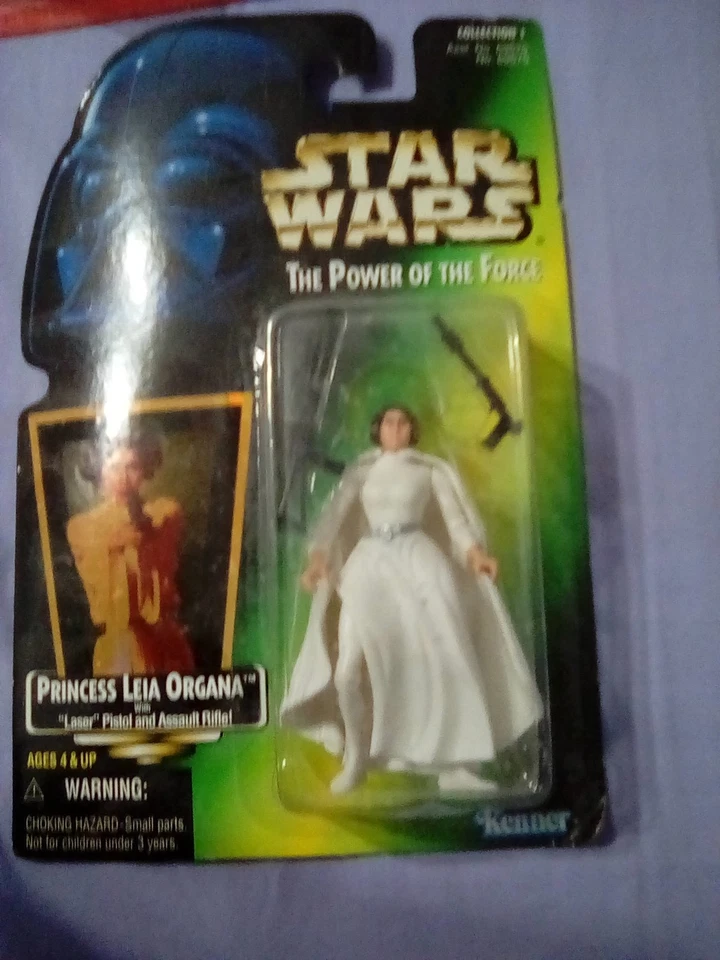 COLLECTION 1
STAR
WARS
THE POWER OF THE FORCE
PRINCESS LEIA ORGANA™
With
"Laser" Pistol and Assault Rifle!
AGES 4 & UP
WARNING:
CHOKING HAZARD-Small parts.
Not for children under 3 years.
Kenner